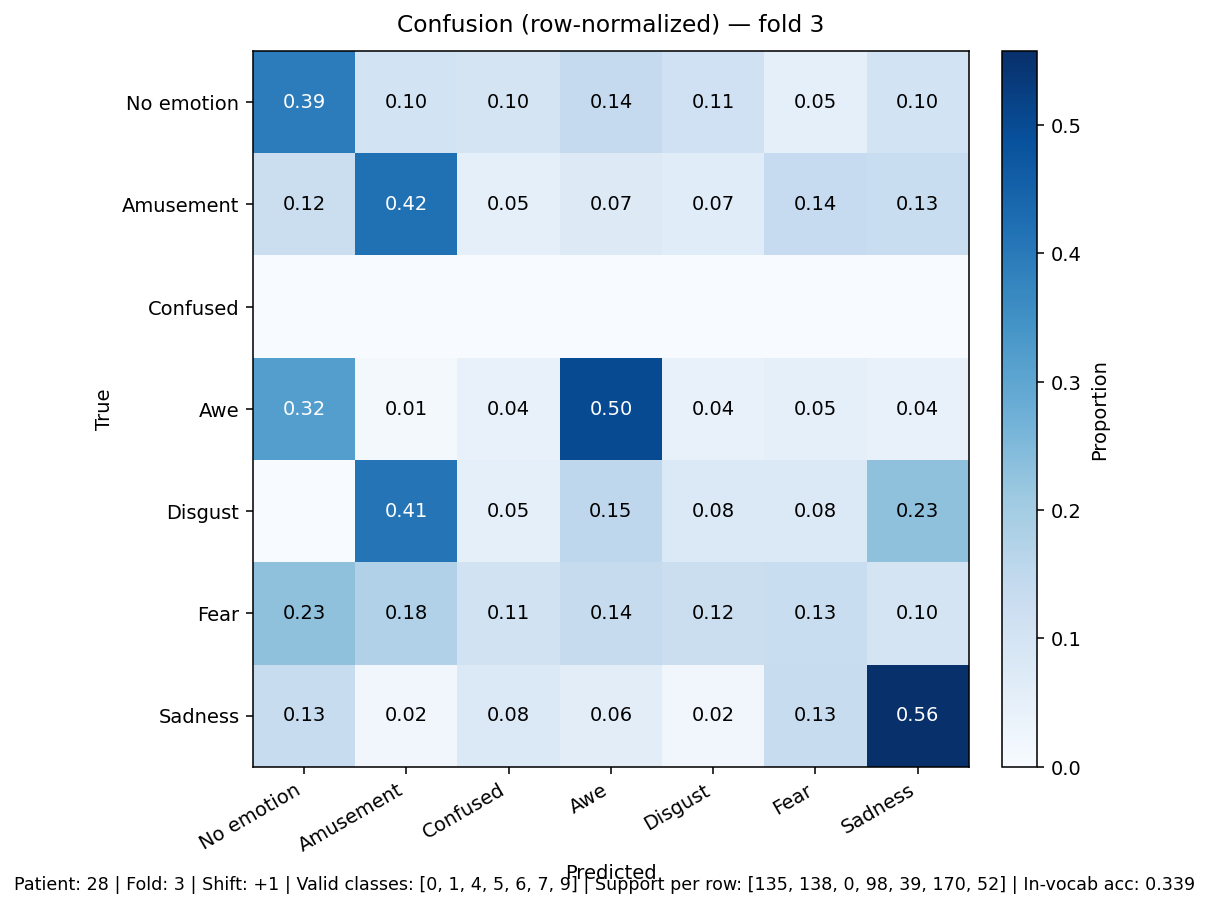 Confusion (row-normalized) — fold 3
No emotion 0.39 0.10 0.10 0.14 0.11 0.05 0.10
Amusement 0.12 0.42 0.05 0.07 0.07 0.14 0.13
Confused
Awe 0.32 0.01 0.04 0.50 0.04 0.05 0.04
Disgust 0.41 0.05 0.15 0.08 0.08 0.23
Fear 0.23 0.18 0.11 0.14 0.12 0.13 0.10
Sadness 0.13 0.02 0.08 0.06 0.02 0.13 0.56
True
No emotion Amusement Confused Awe Disgust Fear Sadness
Predicted
0.5
0.4
0.3
0.2
0.1
0.0
Proportion
Patient: 28 | Fold: 3 | Shift: +1 | Valid classes: [0, 1, 4, 5, 6, 7, 9] | Support per row: [135, 138, 0, 98, 39, 170, 52] | In-vocab acc: 0.339